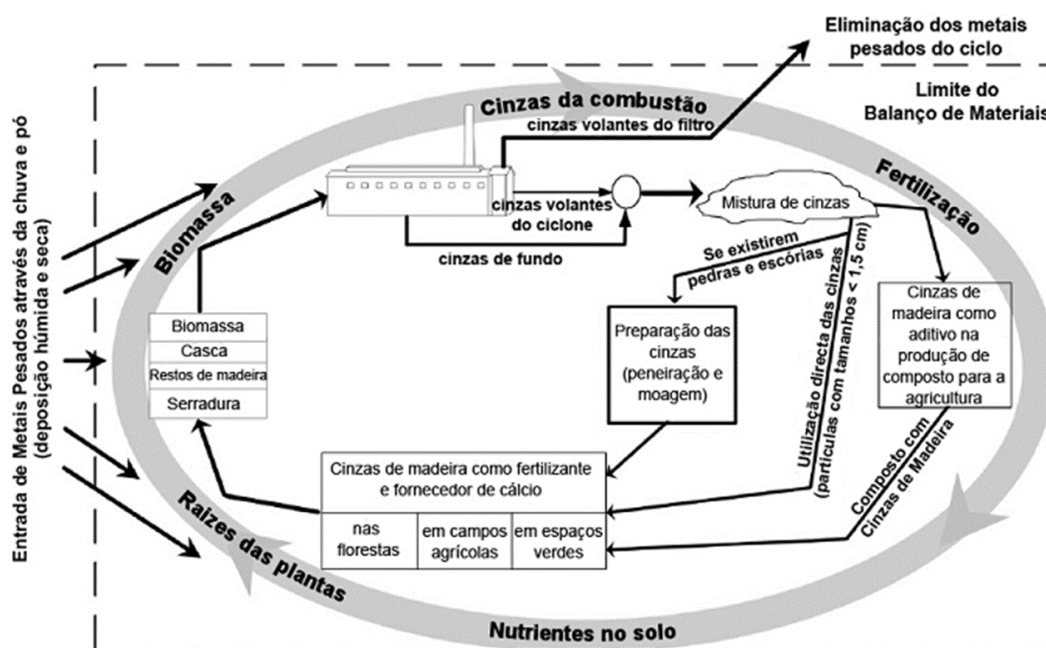 Eliminação dos metais
pesados do ciclo
Limite do
Balanço de Materiais
Entrada de Metais Pesados através da chuva e pó
(deposição húmida e seca)
Cinzas da combustão
cinzas volantes do filtro
Fertilização
Biomassa
cinzas volantes
do ciclone
cinzas de fundo
Mistura de cinzas
Se existirem
pedras e escórias
Utilização directa das cinzas
(particulas com tamanhos < 1,5 cm)
Cinzas de
madeira como
aditivo na
produção de
composto para a
agricultura
Preparação das
cinzas
(peneiração e
moagem)
Biomassa
Casca
Restos de madeira
Serradura
Composto com
Cinzas de Madeira
Cinzas de madeira como fertilizante
e fornecedor de cálcio
nas
florestas
em campos
agrícolas
em espaços
verdes
Raizes das plantas
Nutrientes no solo